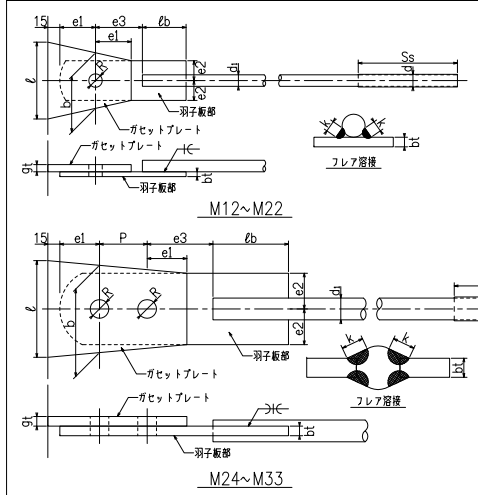 15 e1 e3 ℓb
e1
Ss
ℓ b R e2 e2 d1 d
羽子板部
ガセットプレート
k k
bt
フレア溶接
ガセットプレート
gt bt
羽子板部
M12~M22
15 e1 P e3 ℓb
e1
ℓ b R R e2 e2 d1
羽子板部
ガセットプレート
k k
bt
フレア溶接
ガセットプレート
gt bt
羽子板部
M24~M33